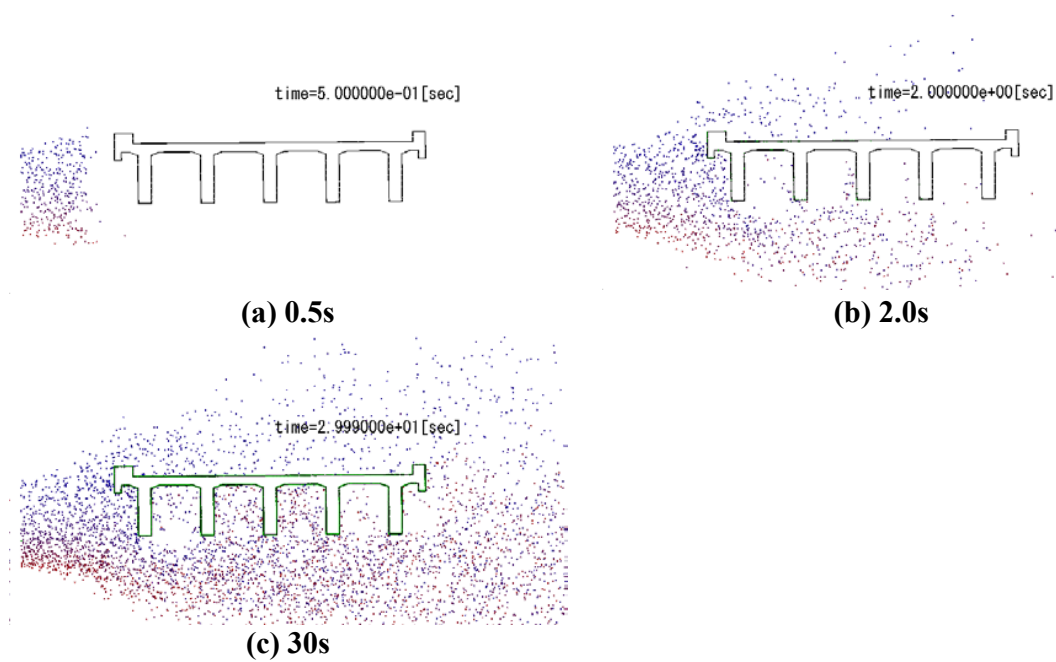 time=5.000000e-01[sec]
time=2.000000e+00[sec]
(a) 0.5s
(b) 2.0s
time=2.999000e+01[sec]
(c) 30s